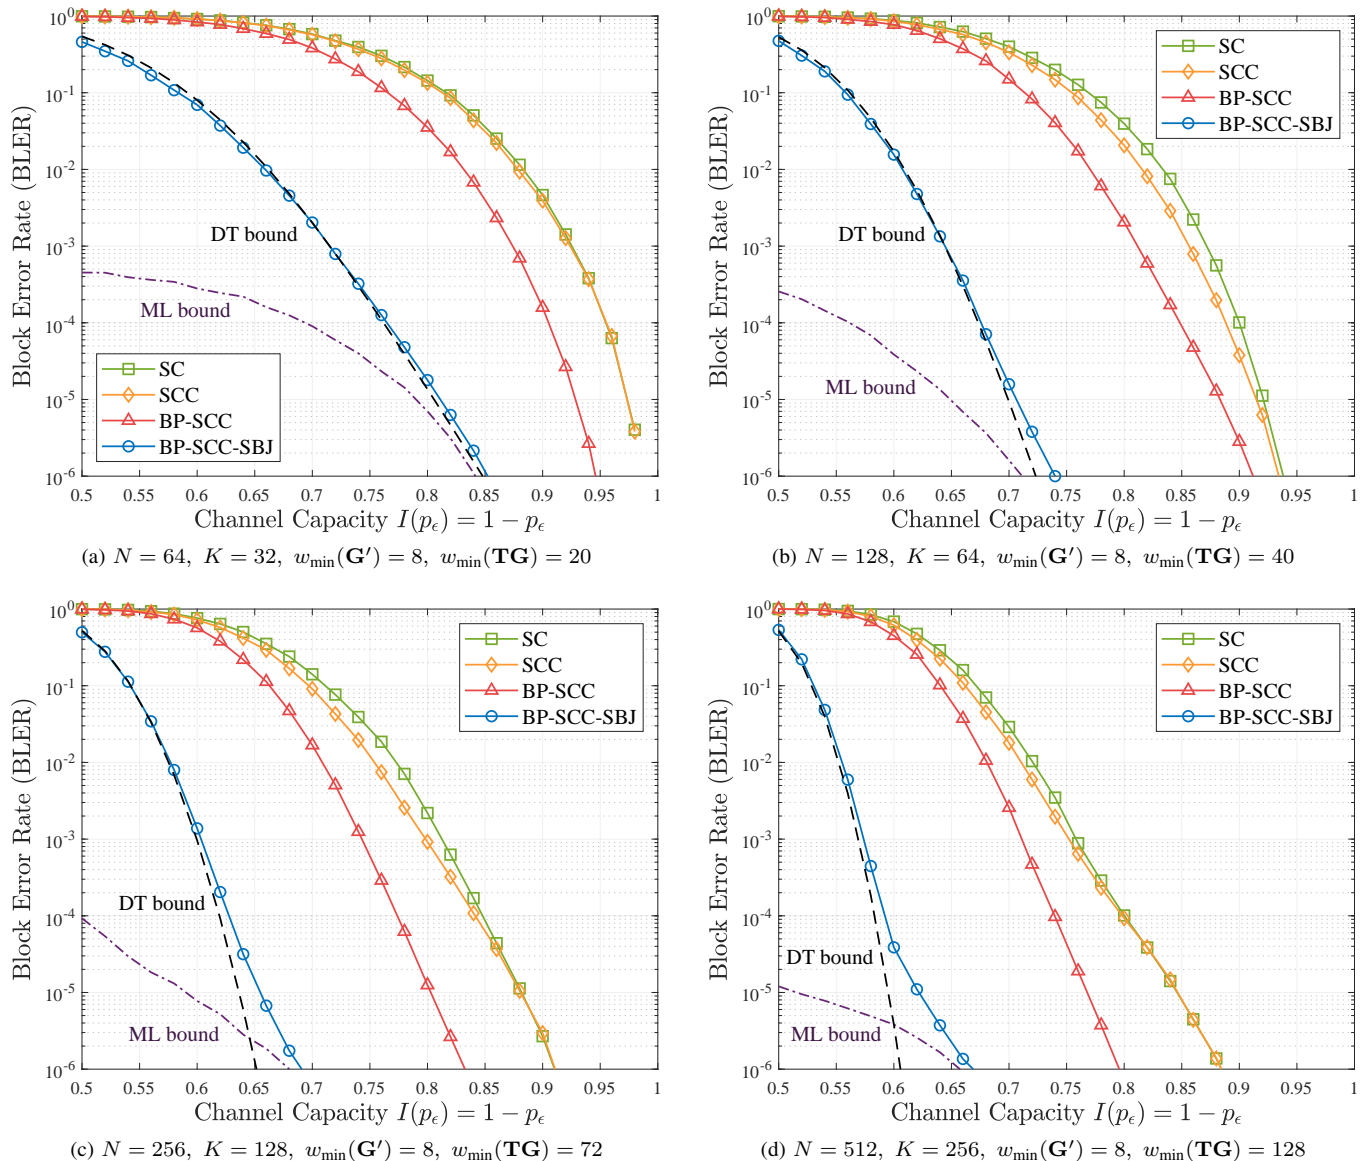 10^0
10^-1
10^-2
10^-3
10^-4
10^-5
10^-6
Block Error Rate (BLER)
DT bound
ML bound
SC
SCC
BP-SCC
BP-SCC-SBJ
0.5 0.55 0.6 0.65 0.7 0.75 0.8 0.85 0.9 0.95 1
Channel Capacity I(p_ϵ) = 1 − p_ϵ
(a) N = 64, K = 32, w_min(G′) = 8, w_min(TG) = 20
10^0
10^-1
10^-2
10^-3
10^-4
10^-5
10^-6
Block Error Rate (BLER)
SC
SCC
BP-SCC
BP-SCC-SBJ
DT bound
ML bound
0.5 0.55 0.6 0.65 0.7 0.75 0.8 0.85 0.9 0.95 1
Channel Capacity I(p_ϵ) = 1 − p_ϵ
(b) N = 128, K = 64, w_min(G′) = 8, w_min(TG) = 40
10^0
10^-1
10^-2
10^-3
10^-4
10^-5
10^-6
Block Error Rate (BLER)
SC
SCC
BP-SCC
BP-SCC-SBJ
DT bound
ML bound
0.5 0.55 0.6 0.65 0.7 0.75 0.8 0.85 0.9 0.95 1
Channel Capacity I(p_ϵ) = 1 − p_ϵ
(c) N = 256, K = 128, w_min(G′) = 8, w_min(TG) = 72
10^0
10^-1
10^-2
10^-3
10^-4
10^-5
10^-6
Block Error Rate (BLER)
SC
SCC
BP-SCC
BP-SCC-SBJ
DT bound
ML bound
0.5 0.55 0.6 0.65 0.7 0.75 0.8 0.85 0.9 0.95 1
Channel Capacity I(p_ϵ) = 1 − p_ϵ
(d) N = 512, K = 256, w_min(G′) = 8, w_min(TG) = 128